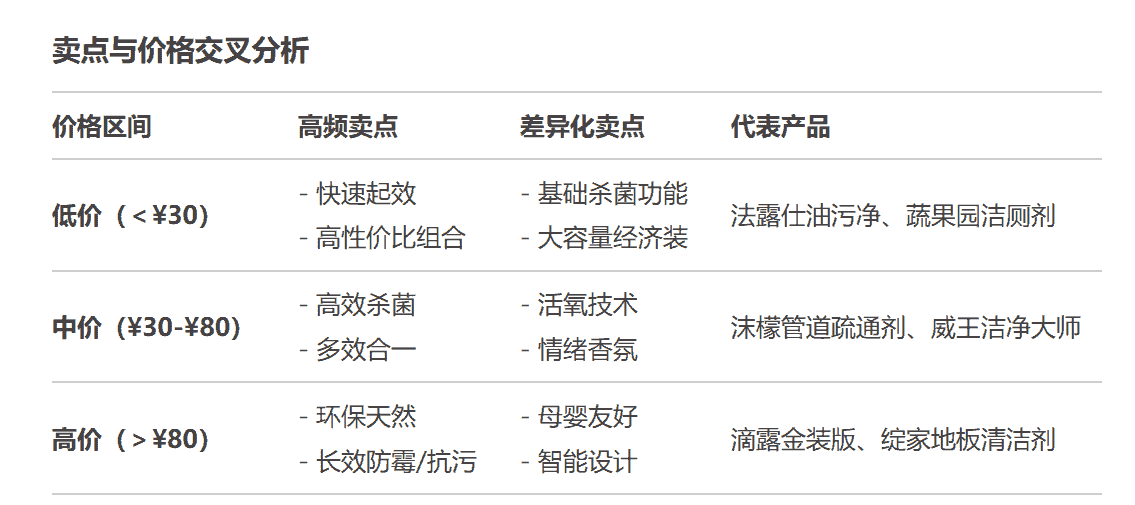 卖点与价格交叉分析
价格区间 高频卖点 差异化卖点 代表产品
低价（＜¥30）
- 快速起效
- 高性价比组合
- 基础杀菌功能
- 大容量经济装
法露仕油污净、蔬果园洁厕剂
中价（¥30-¥80）
- 高效杀菌
- 多效合一
- 活氧技术
- 情绪香氛
沫檬管道疏通剂、威王洁净大师
高价（＞¥80）
- 环保天然
- 长效防霉/抗污
- 母婴友好
- 智能设计
滴露金装版、绽家地板清洁剂